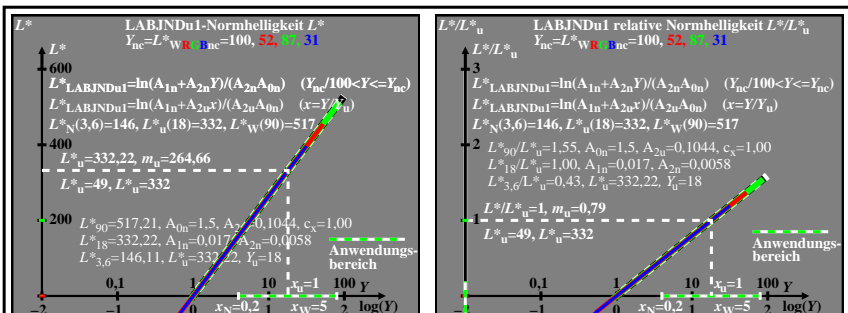 L* LABJNDu1-Normhelligkeit L*
Ync=L*WRGBnc=100, 52, 87, 31
L*
600
L*LABJNDu1=ln(A1n+A2nY)/(A2nA0n) (Ync/100<Y<=Ync)
L*LABJNDu1=ln(A1n+A2ux)/(A2uA0n) (x=Y/Yu)
L*N(3,6)=146, L*u(18)=332, L*W(90)=517
400
L*u=332,22, mu=264,66
L*u=49, L*u=332
200
L*90=517,21, A0n=1,5, A2u=0,1044, cx=1,00
L*18=332,22, A1n=0,017, A2n=0,0058
L*3,6=146,11, L*u=332,22, Yu=18
Anwendungs-
bereich
xu=1
0,1 1 10 100 Y
-2 -1 0 xN=0,2 xW=5 2 log(Y)
L*/L*u LABJNDu1 relative Normhelligkeit L*/L*u
Ync=L*WRGBnc=100, 52, 87, 31
L*/L*u
3
L*LABJNDu1=ln(A1n+A2nY)/(A2nA0n) (Ync/100<Y<=Ync)
L*LABJNDu1=ln(A1n+A2ux)/(A2uA0n) (x=Y/Yu)
L*N(3,6)=146, L*u(18)=332, L*W(90)=517
2
L*90/L*u=1,55, A0n=1,5, A2u=0,1044, cx=1,00
L*18/L*u=1,00, A1n=0,017, A2n=0,0058
L*3,6/L*u=0,43, L*u=332,22, Yu=18
L*/L*u=1, mu=0,79
1
L*u=49, L*u=332
Anwendungs-
bereich
xu=1
0,1 1 10 100 Y
-2 -1 0 xN=0,2 xW=5 2 log(Y)